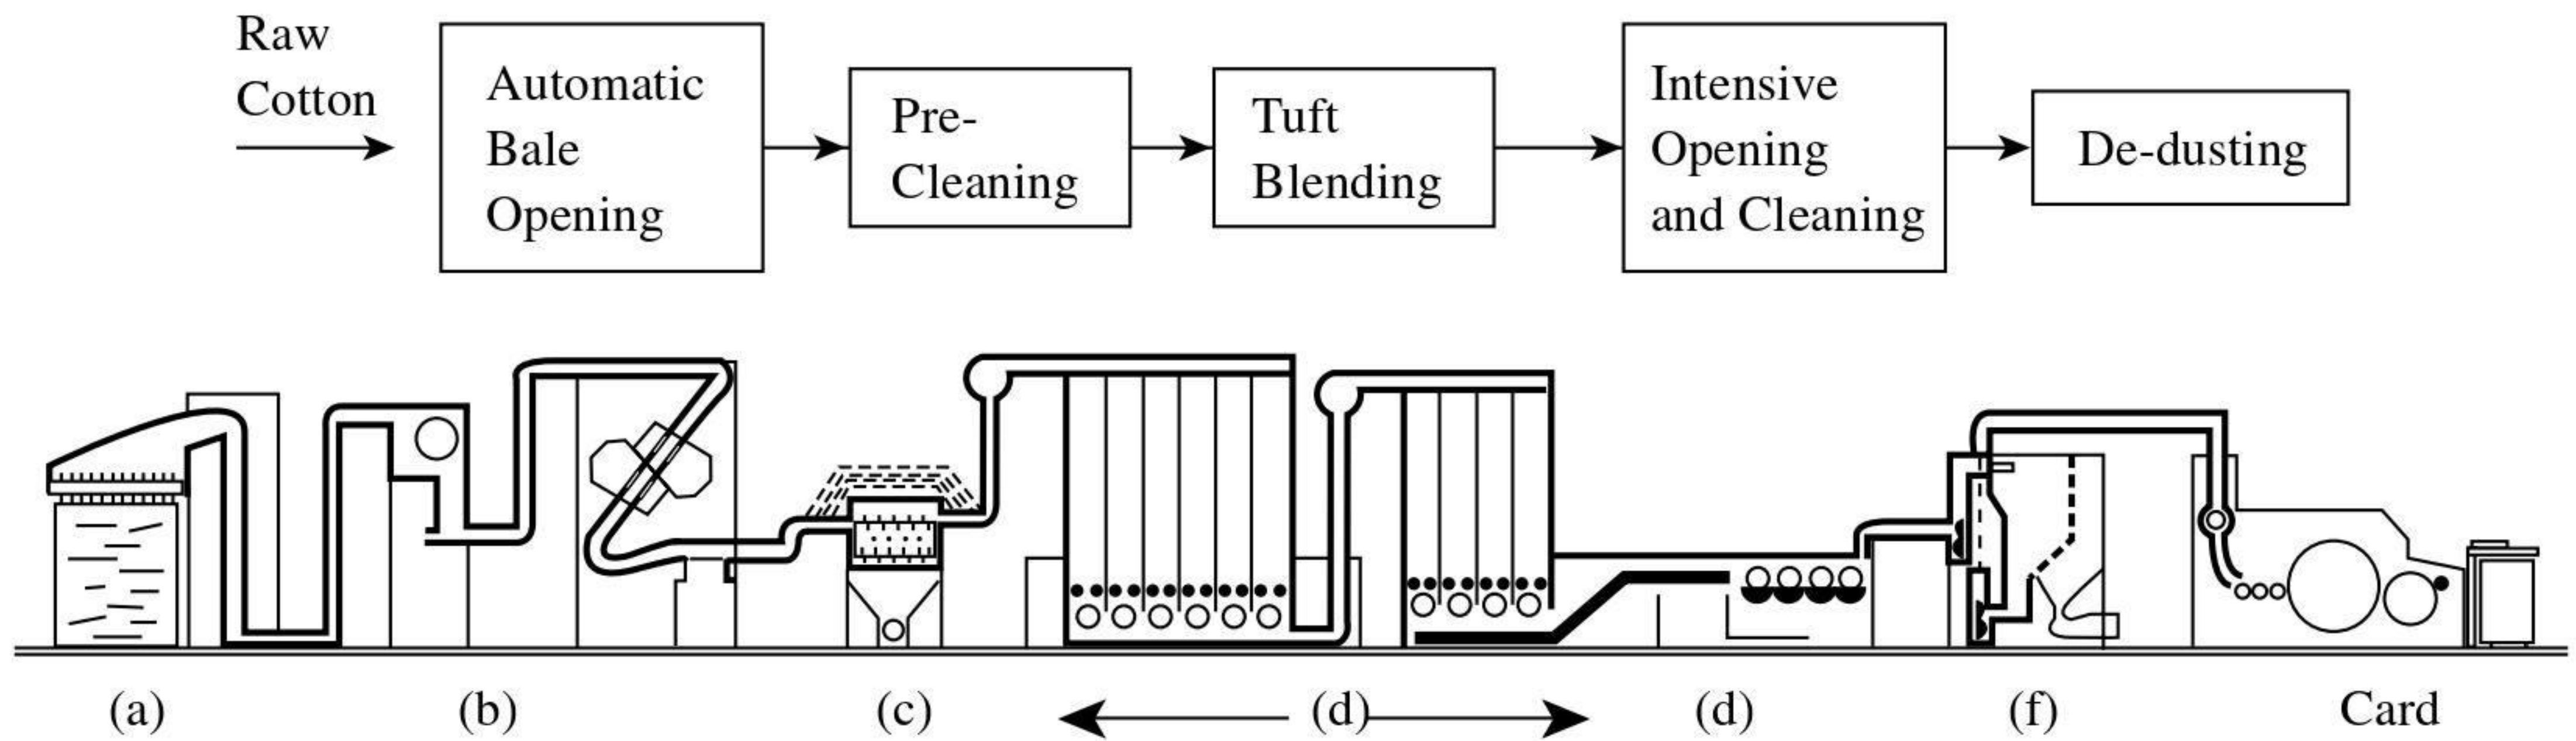 Raw
Cotton
Automatic
Bale
Opening
Pre-
Cleaning
Tuft
Blending
Intensive
Opening
and Cleaning
De-dusting
(a)
(b)
(c)
(d)
(d)
(f)
Card